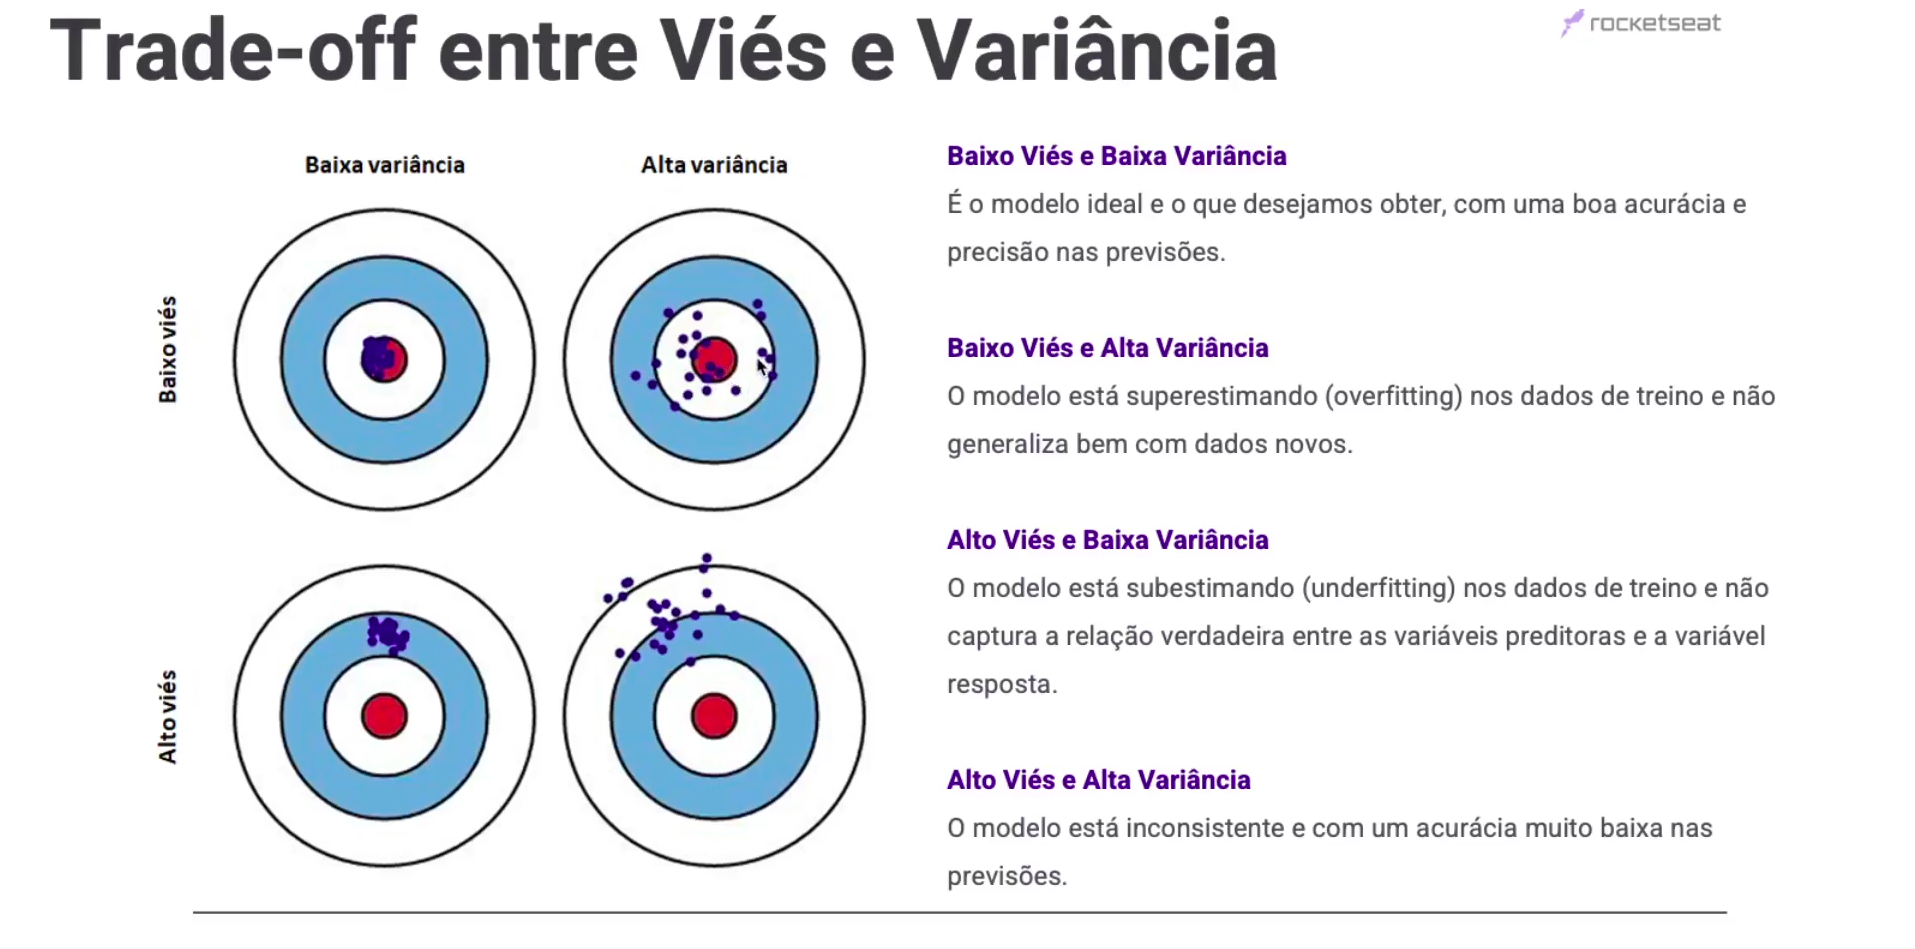 Trade-off entre Viés e Variância
rocketseat
Baixa variância
Alta variância
Baixo viés
Alto viés
Baixo Viés e Baixa Variância
É o modelo ideal e o que desejamos obter, com uma boa acurácia e
precisão nas previsões.
Baixo Viés e Alta Variância
O modelo está superestimando (overfitting) nos dados de treino e não
generaliza bem com dados novos.
Alto Viés e Baixa Variância
O modelo está subestimando (underfitting) nos dados de treino e não
captura a relação verdadeira entre as variáveis preditoras e a variável
resposta.
Alto Viés e Alta Variância
O modelo está inconsistente e com um acurácia muito baixa nas
previsões.